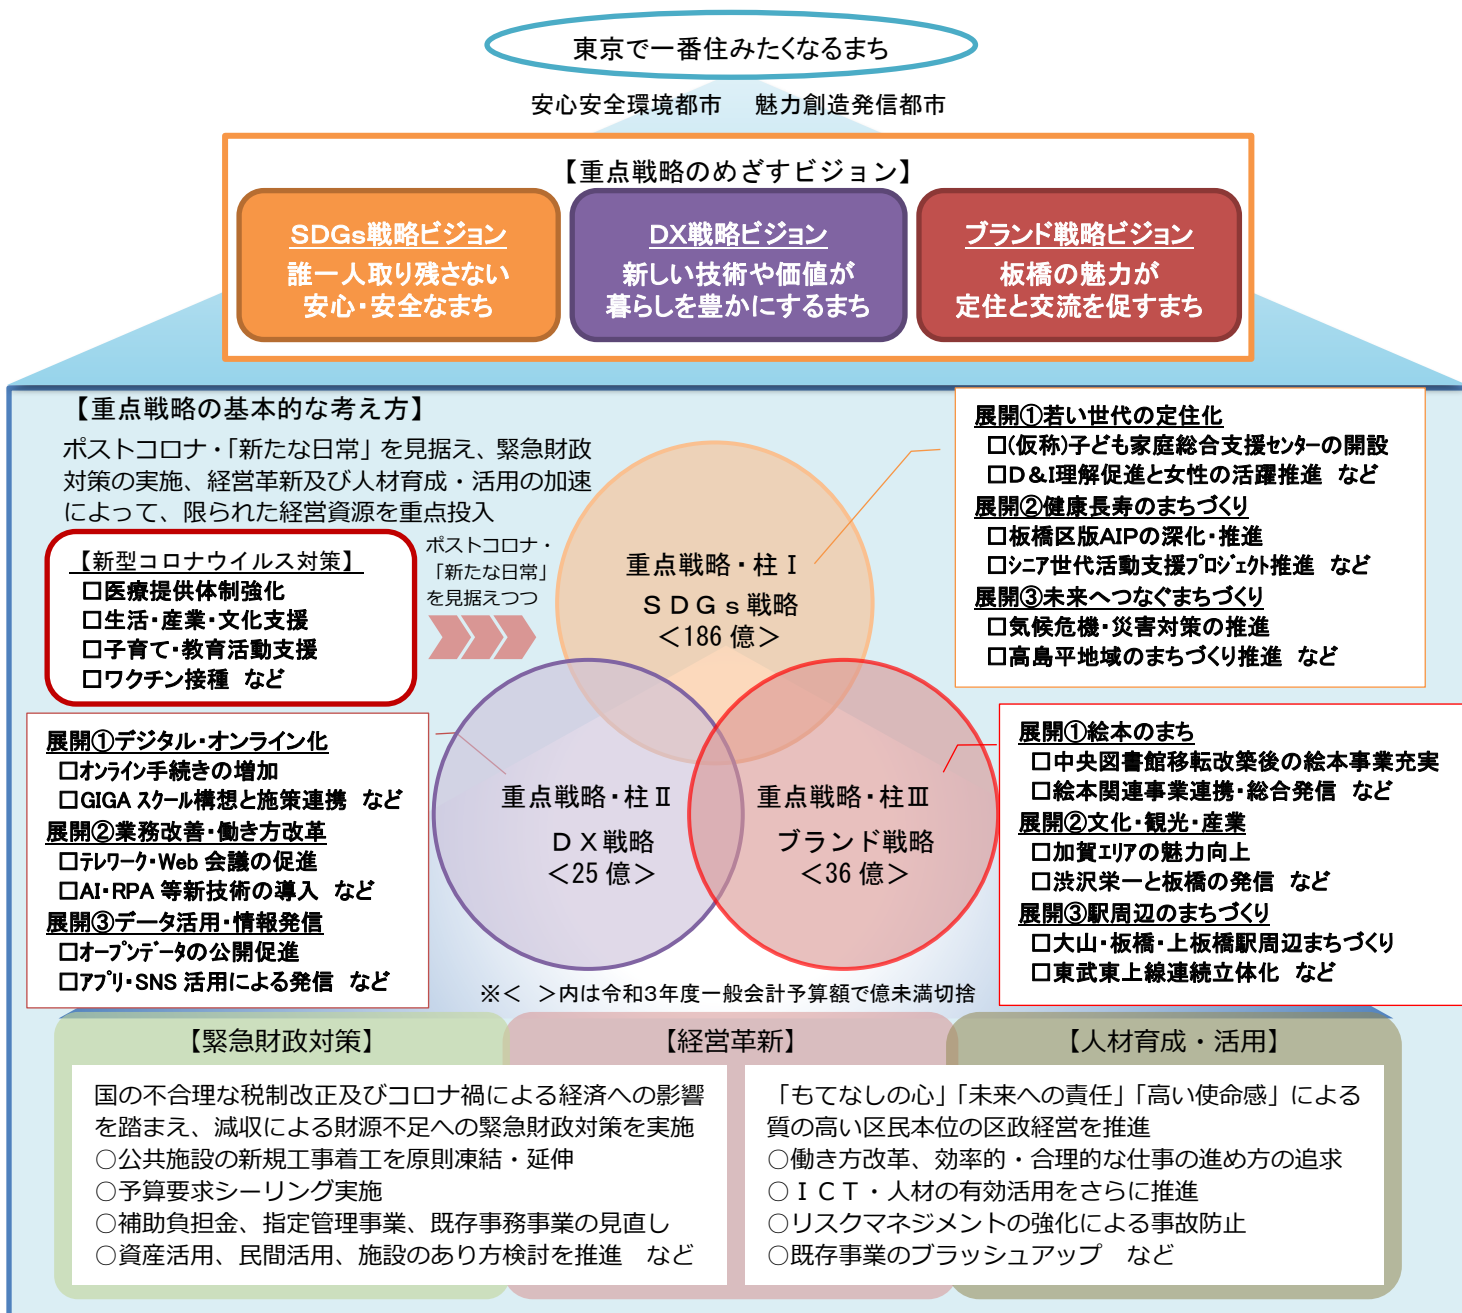 東京で一番住みたくなるまち
安心安全環境都市　魅力創造発信都市
【重点戦略のめざすビジョン】
SDGs戦略ビジョン
誰一人取り残さない
安心・安全なまち
DX戦略ビジョン
新しい技術や価値が
暮らしを豊かにするまち
ブランド戦略ビジョン
板橋の魅力が
定住と交流を促すまち
【重点戦略の基本的な考え方】
ポストコロナ・「新たな日常」を見据え、緊急財政
対策の実施、経営革新及び人材育成・活用の加速
によって、限られた経営資源を重点投入
【新型コロナウイルス対策】
□医療提供体制強化
□生活・産業・文化支援
□子育て・教育活動支援
□ワクチン接種 など
ポストコロナ・
「新たな日常」
を見据えつつ
重点戦略・柱Ⅰ
ＳＤＧｓ戦略
＜186億＞
展開①若い世代の定住化
□(仮称)子ども家庭総合支援センターの開設
□D＆I理解促進と女性の活躍推進 など
展開②健康長寿のまちづくり
□板橋区版AIPの深化・推進
□シニア世代活動支援プロジェクト推進 など
展開③未来へつなぐまちづくり
□気候危機・災害対策の推進
□高島平地域のまちづくり推進 など
展開①デジタル・オンライン化
□オンライン手続きの増加
□GIGAスクール構想と施策連携 など
展開②業務改善・働き方改革
□テレワーク・Web会議の促進
□AI・RPA等新技術の導入 など
展開③データ活用・情報発信
□オープンデータの公開促進
□アプリ・SNS活用による発信 など
重点戦略・柱Ⅱ
ＤＸ戦略
＜25億＞
重点戦略・柱Ⅲ
ブランド戦略
＜36億＞
展開①絵本のまち
□中央図書館移転改築後の絵本事業充実
□絵本関連事業連携・総合発信 など
展開②文化・観光・産業
□加賀エリアの魅力向上
□渋沢栄一と板橋の発信 など
展開③駅周辺のまちづくり
□大山・板橋・上板橋駅周辺まちづくり
□東武東上線連続立体化 など
※＜　＞内は令和3年度一般会計予算額で億未満切捨
【緊急財政対策】
【経営革新】
【人材育成・活用】
国の不合理な税制改正及びコロナ禍による経済への影響
を踏まえ、減収による財源不足への緊急財政対策を実施
○公共施設の新規工事着工を原則凍結・延伸
○予算要求シーリング実施
○補助負担金、指定管理事業、既存事務事業の見直し
○資産活用、民間活用、施設のあり方検討を推進　など
「もてなしの心」「未来への責任」「高い使命感」による
質の高い区民本位の区政経営を推進
○働き方改革、効率的・合理的な仕事の進め方の追求
○ＩＣＴ・人材の有効活用をさらに推進
○リスクマネジメントの強化による事故防止
○既存事業のブラッシュアップ　など